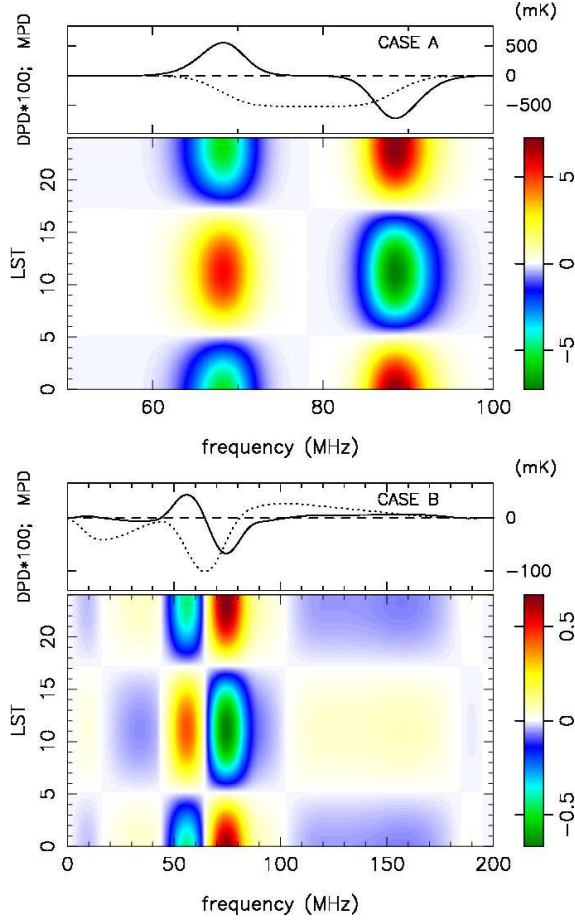 (mK)
DPD*100; MPD
CASE A
500
0
−500
LST
0 5 10 15 20
5
0
−5
60 80 100
frequency (MHz)
(mK)
DPD*100; MPD
CASE B
0
−100
LST
0 5 10 15 20
0.5
0
−0.5
0 50 100 150 200
frequency (MHz)